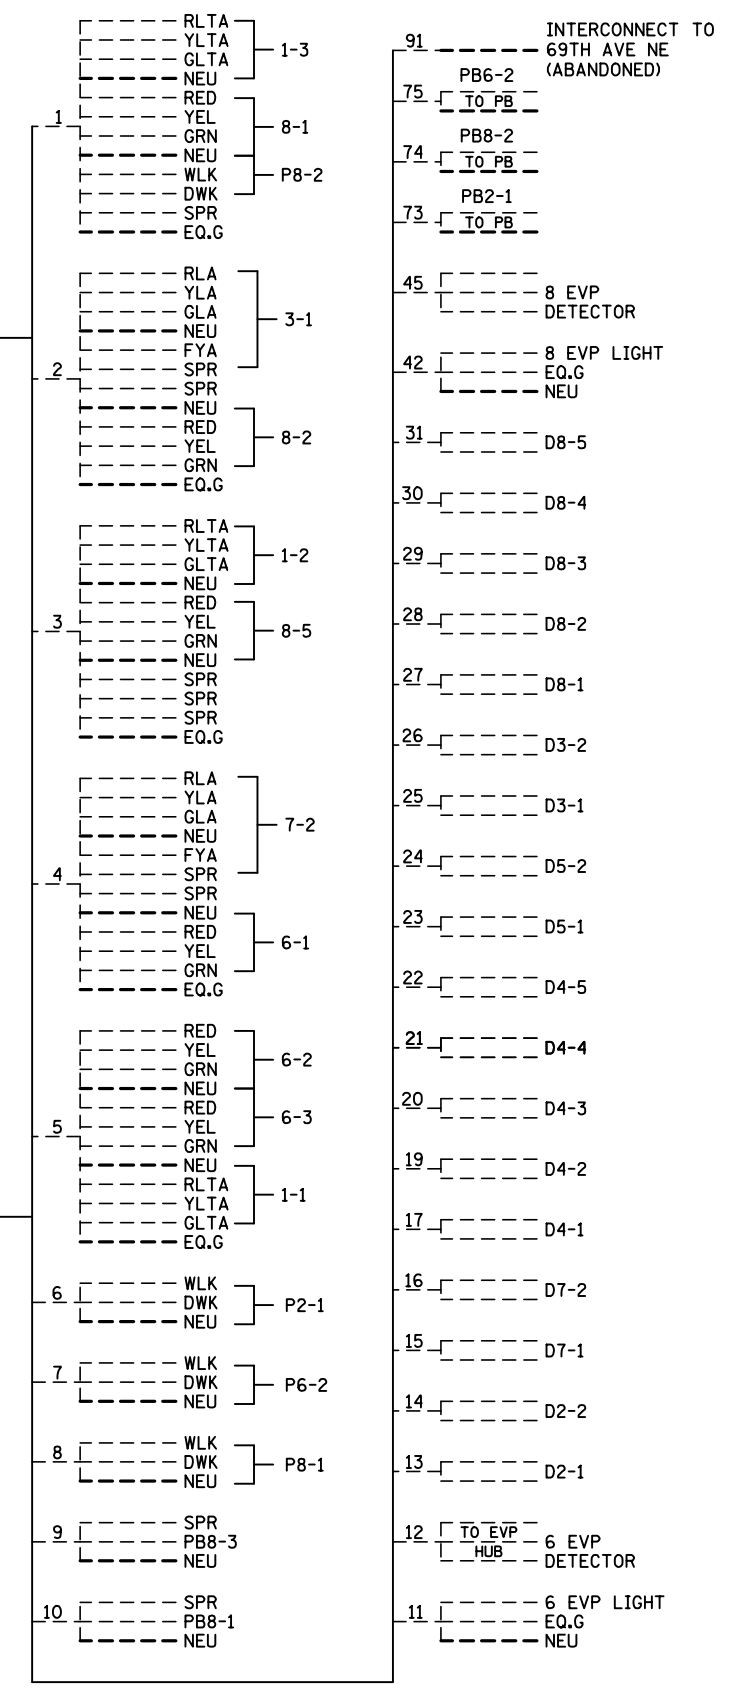 1
RLTA
YLTA
GLTA
NEU
1-3
RED
YEL
GRN
NEU
8-1
WLK
DWK
P8-2
SPR
EQ.G
2
RLA
YLA
GLA
NEU
FYA
SPR
3-1
SPR
NEU
RED
YEL
GRN
8-2
EQ.G
3
RLTA
YLTA
GLTA
NEU
1-2
RED
YEL
GRN
NEU
8-5
SPR
SPR
SPR
EQ.G
4
RLA
YLA
GLA
NEU
FYA
SPR
7-2
SPR
NEU
RED
YEL
GRN
6-1
EQ.G
5
RED
YEL
GRN
NEU
6-2
RED
YEL
GRN
6-3
NEU
RLTA
YLTA
GLTA
1-1
EQ.G
6
WLK
DWK
NEU
P2-1
7
WLK
DWK
NEU
P6-2
8
WLK
DWK
NEU
P8-1
9
SPR
PB8-3
NEU
10
SPR
PB8-1
NEU
91
INTERCONNECT TO
69TH AVE NE
(ABANDONED)
75
PB6-2
TO PB
74
PB8-2
TO PB
73
PB2-1
TO PB
45
8 EVP
DETECTOR
42
8 EVP LIGHT
EQ.G
NEU
31 D8-5
30 D8-4
29 D8-3
28 D8-2
27 D8-1
26 D3-2
25 D3-1
24 D5-2
23 D5-1
22 D4-5
21 D4-4
20 D4-3
19 D4-2
17 D4-1
16 D7-2
15 D7-1
14 D2-2
13 D2-1
12
TO EVP
HUB
6 EVP
DETECTOR
11
6 EVP LIGHT
EQ.G
NEU